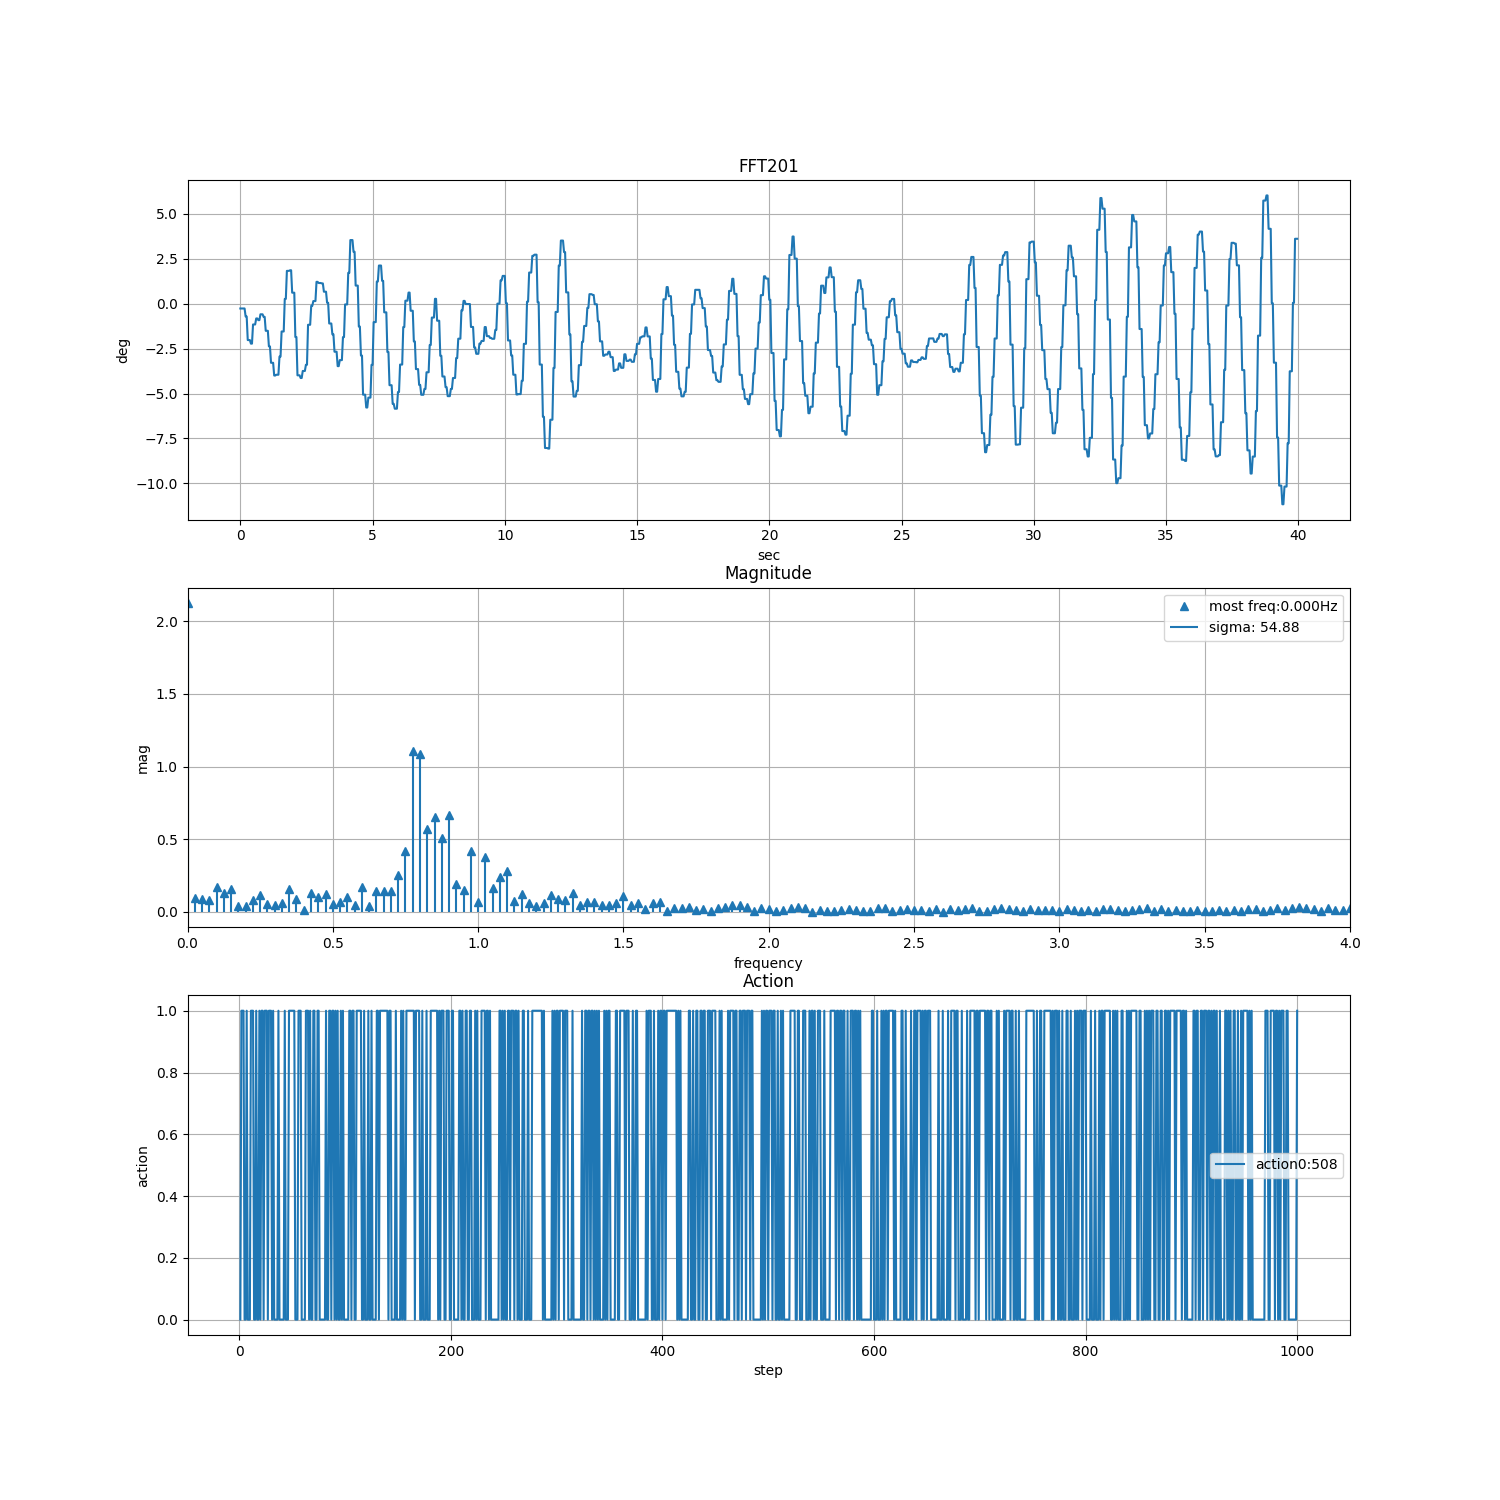 FFT201
5.0
2.5
0.0
−2.5
−5.0
−7.5
−10.0
deg
0 5 10 15 20 25 30 35 40
sec
Magnitude
most freq:0.000Hz
sigma: 54.88
2.0
1.5
1.0
0.5
0.0
mag
0.0 0.5 1.0 1.5 2.0 2.5 3.0 3.5 4.0
frequency
Action
1.0
0.8
0.6
0.4
0.2
0.0
action
action0:508
0 200 400 600 800 1000
step